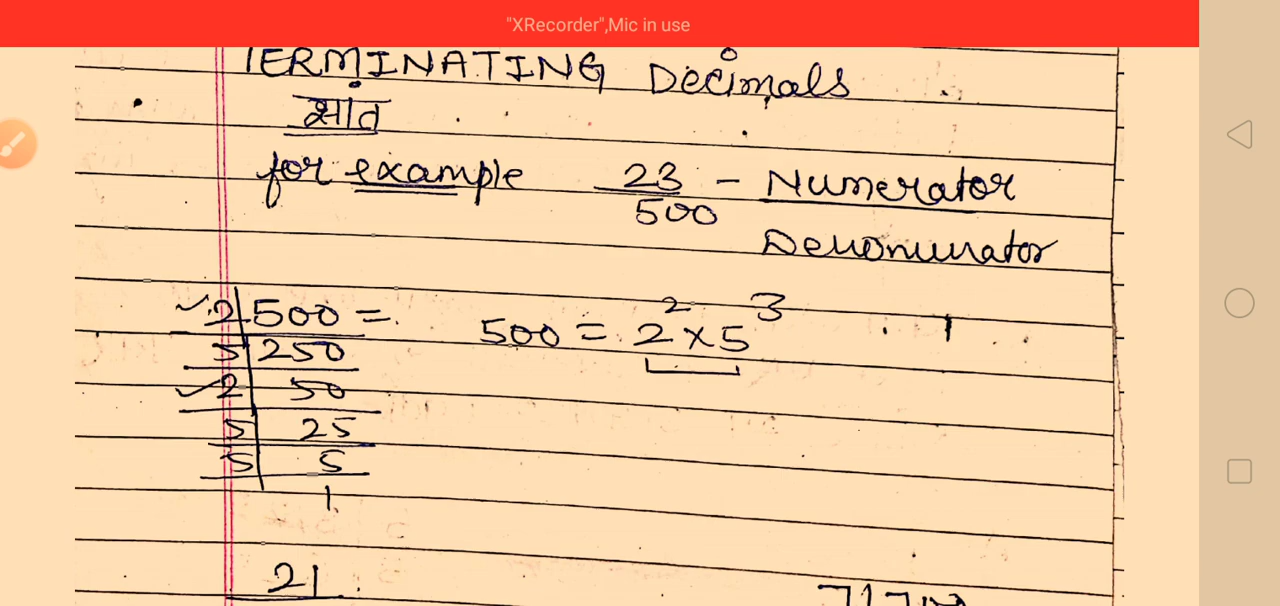 "XRecorder",Mic in use
TERMINATING Decimals
सांत
for example 23/500 - Numerator
Denominator
2 | 500 =. 500 = 2² × 5³
5 | 250
2 | 50
5 | 25
5 | 5
1
21